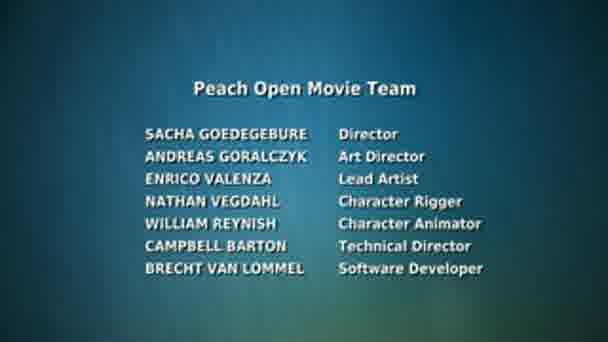 Peach Open Movie Team
SACHA GOEDEGEBURE Director
ANDREAS GORALCZYK Art Director
ENRICO VALENZA Lead Artist
NATHAN VEGDAHL Character Rigger
WILLIAM REYNISH Character Animator
CAMPBELL BARTON Technical Director
BRECHT VAN LOMMEL Software Developer